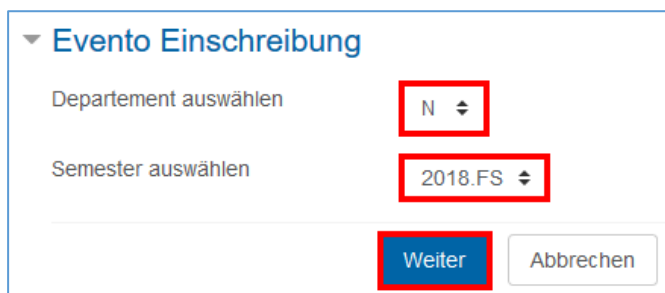 Evento Einschreibung
Departement auswählen N
Semester auswählen 2018.FS
Weiter Abbrechen